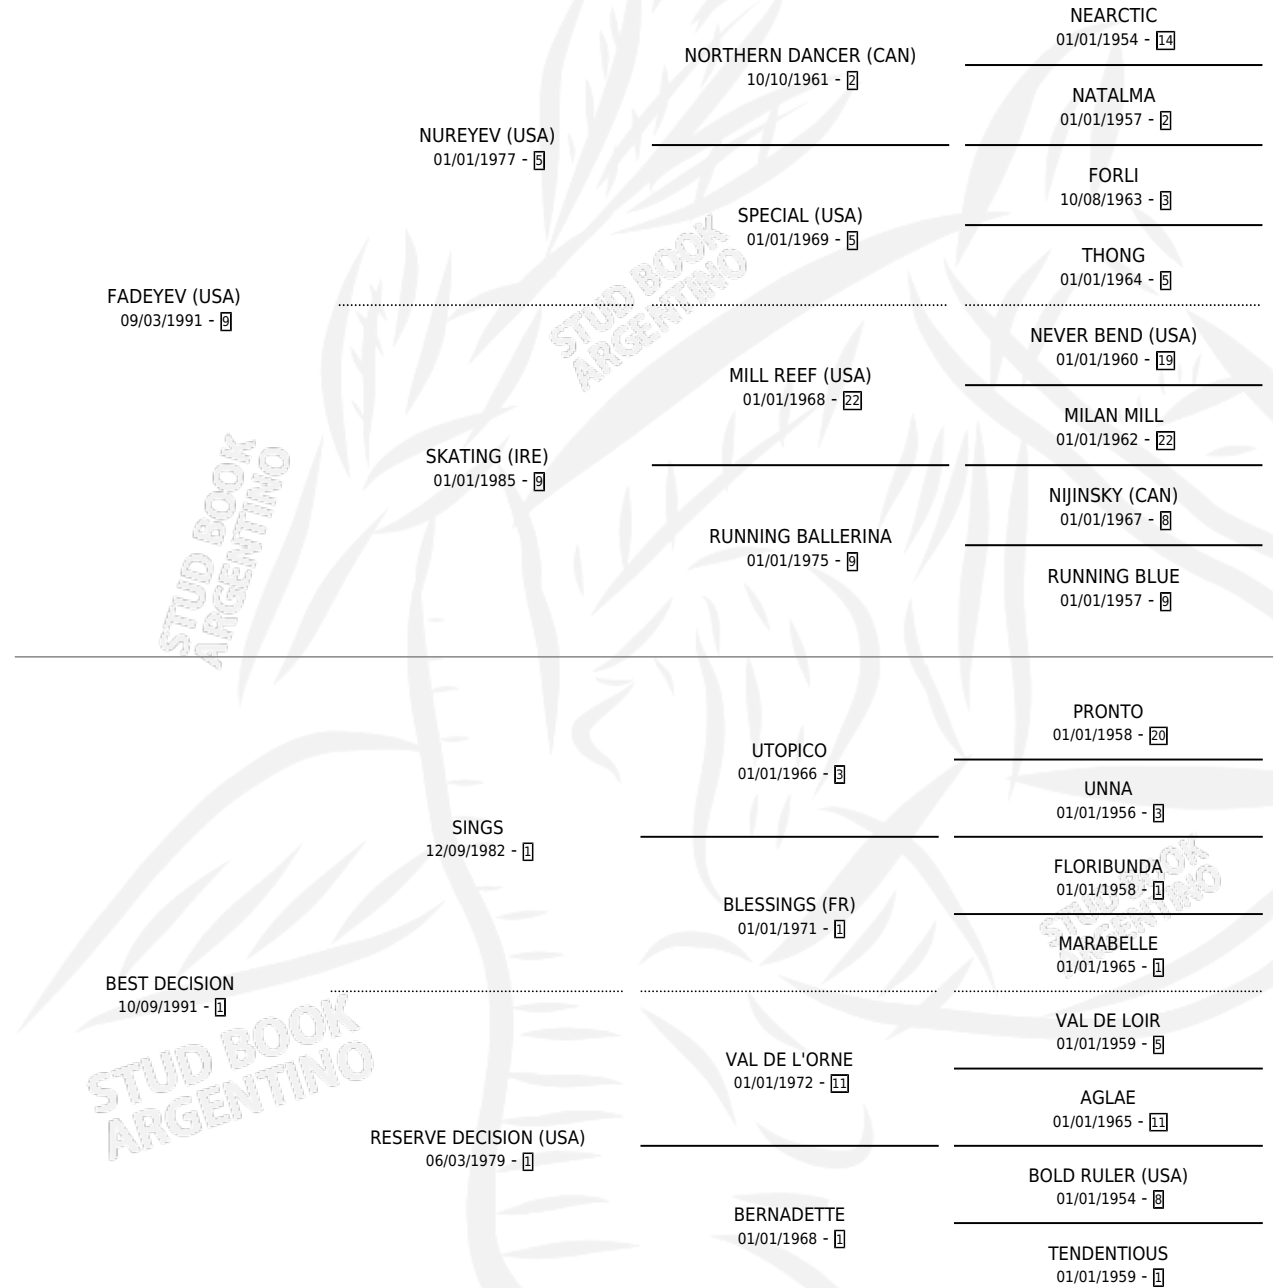 NEARCTIC
01/01/1954 - 14
NORTHERN DANCER (CAN)
10/10/1961 - 2
NATALMA
01/01/1957 - 2
NUREYEV (USA)
01/01/1977 - 5
FORLI
10/08/1963 - 3
SPECIAL (USA)
01/01/1969 - 5
THONG
01/01/1964 - 5
FADEYEV (USA)
09/03/1991 - 9
NEVER BEND (USA)
01/01/1960 - 19
MILL REEF (USA)
01/01/1968 - 22
MILAN MILL
01/01/1962 - 22
SKATING (IRE)
01/01/1985 - 9
NIJINSKY (CAN)
01/01/1967 - 8
RUNNING BALLERINA
01/01/1975 - 9
RUNNING BLUE
01/01/1957 - 9
PRONTO
01/01/1958 - 20
UTOPICO
01/01/1966 - 3
UNNA
01/01/1956 - 3
SINGS
12/09/1982 - 1
FLORIBUNDA
01/01/1958 - 1
BLESSINGS (FR)
01/01/1971 - 1
MARABELLE
01/01/1965 - 1
BEST DECISION
10/09/1991 - 1
VAL DE LOIR
01/01/1959 - 5
VAL DE L'ORNE
01/01/1972 - 11
AGLAE
01/01/1965 - 11
RESERVE DECISION (USA)
06/03/1979 - 1
BOLD RULER (USA)
01/01/1954 - 8
BERNADETTE
01/01/1968 - 1
TENDENTIOUS
01/01/1959 - 1
STUD BOOK
ARGENTINO
STUD BOOK
ARGENTINO
STUD BOOK
ARGENTINO
STUD BOOK
ARGENTINO